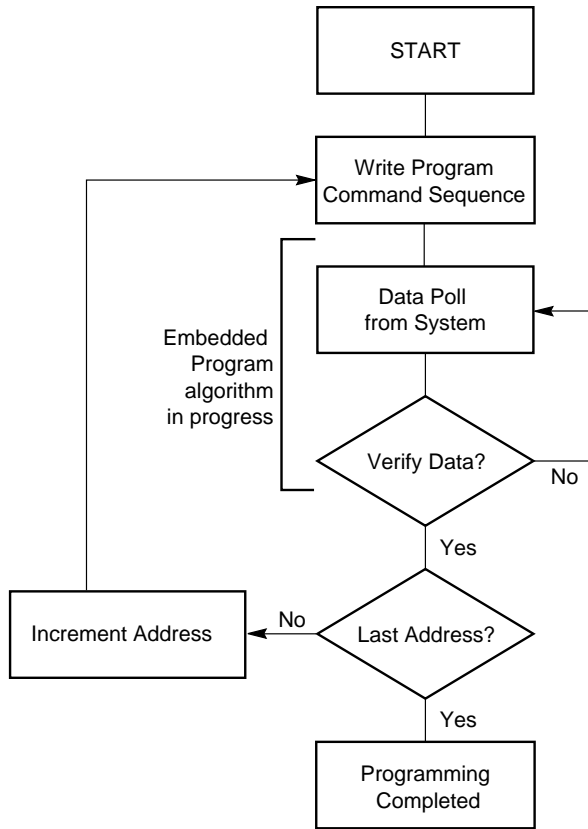 START
Write Program
Command Sequence
Data Poll
from System
Embedded
Program
algorithm
in progress
Verify Data?
No
Yes
Last Address?
No
Increment Address
Yes
Programming
Completed